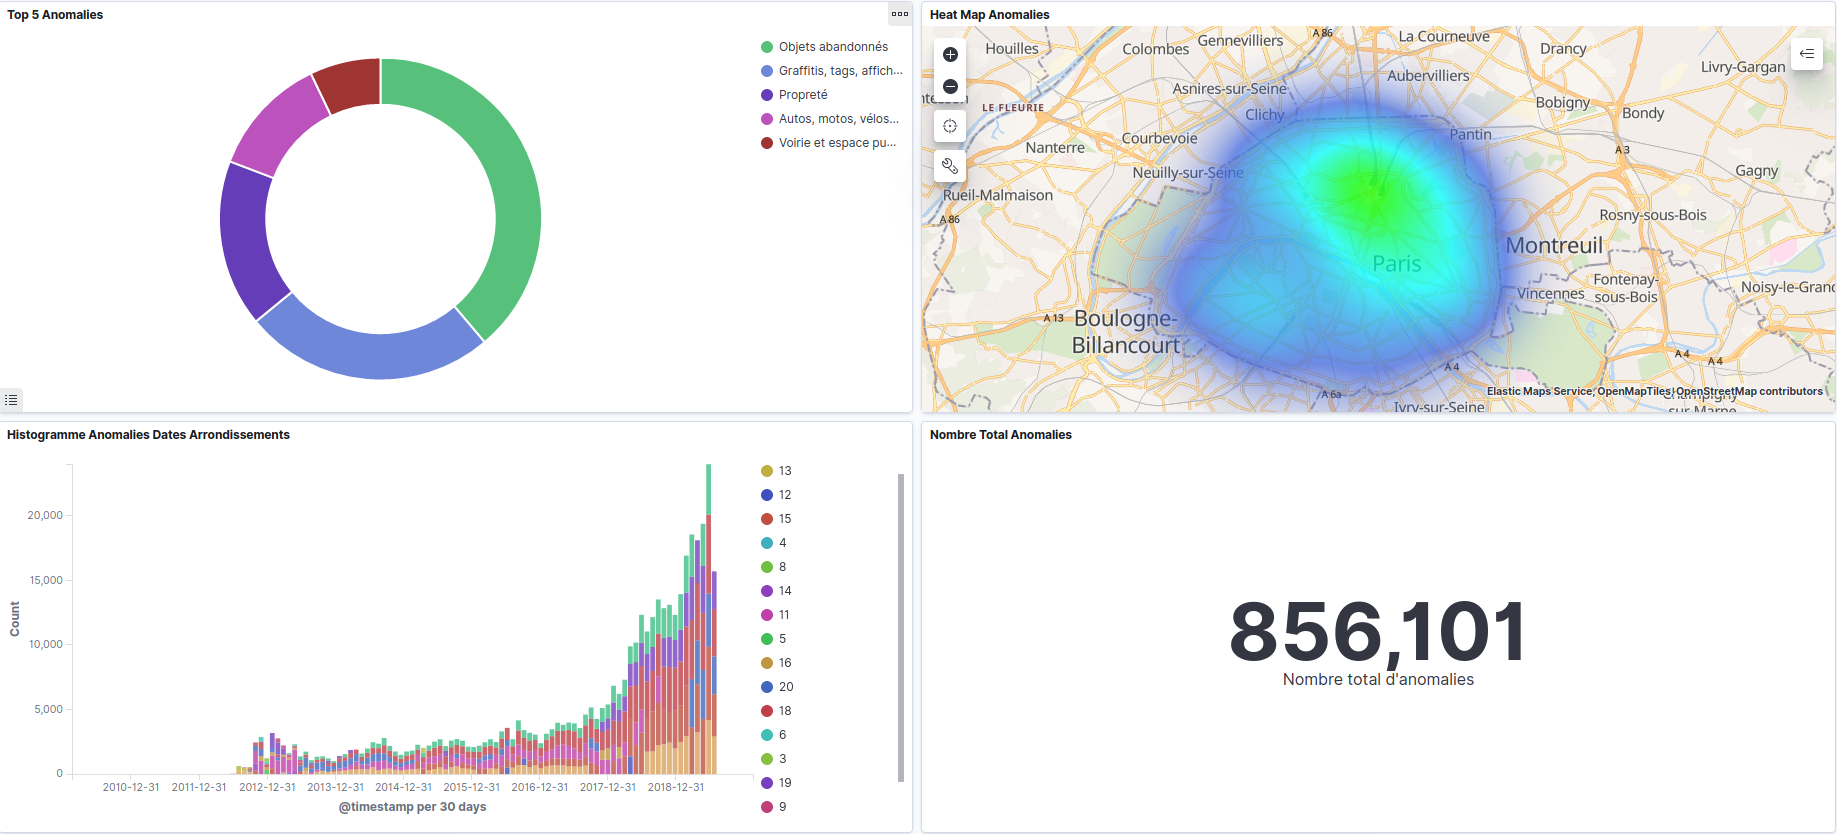 Top 5 Anomalies
Objets abandonnés
Graffitis, tags, affich...
Propreté
Autos, motos, vélos...
Voirie et espace pu...
Heat Map Anomalies
A 86
La Courneuve
Houilles
Colombes
Gennevilliers
Drancy
Livry-Gargan
Aubervilliers
Asnires-sur-Seine
LE FLEURIE
Bobigny
Clichy
Bondy
Courbevoie
Pantin
Nanterre
A 3
Neuilly-sur-Seine
Gagny
Rueil-Malmaison
A 86
Rosny-sous-Bois
Montreuil
Paris
Fontenay-
sous-Bois
Vincennes
Noisy-le-Granc
A 13
Boulogne-
Billancourt
A 4
A 4
A 4
A 6a
Elastic Maps Service, OpenMapTiles, OpenStreetMap contributors
Ivry-sur-Seine
sur-Marne
Histogramme Anomalies Dates Arrondissements
Count
20,000
15,000
10,000
5,000
0
2010-12-31
2011-12-31
2012-12-31
2013-12-31
2014-12-31
2015-12-31
2016-12-31
2017-12-31
2018-12-31
@timestamp per 30 days
13
12
15
4
8
14
11
5
16
20
18
6
3
19
9
Nombre Total Anomalies
856,101
Nombre total d'anomalies